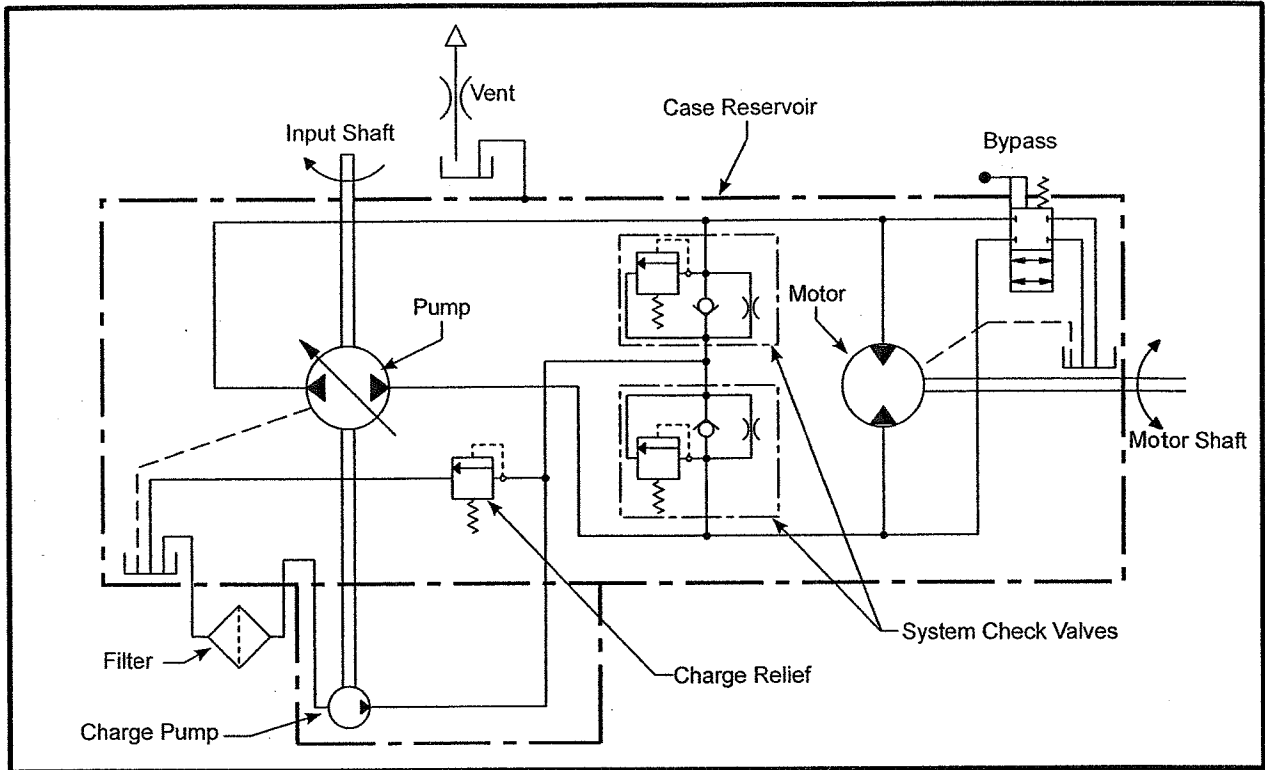 Vent
Case Reservoir
Input Shaft
Bypass
Pump
Motor
Motor Shaft
System Check Valves
Filter
Charge Relief
Charge Pump